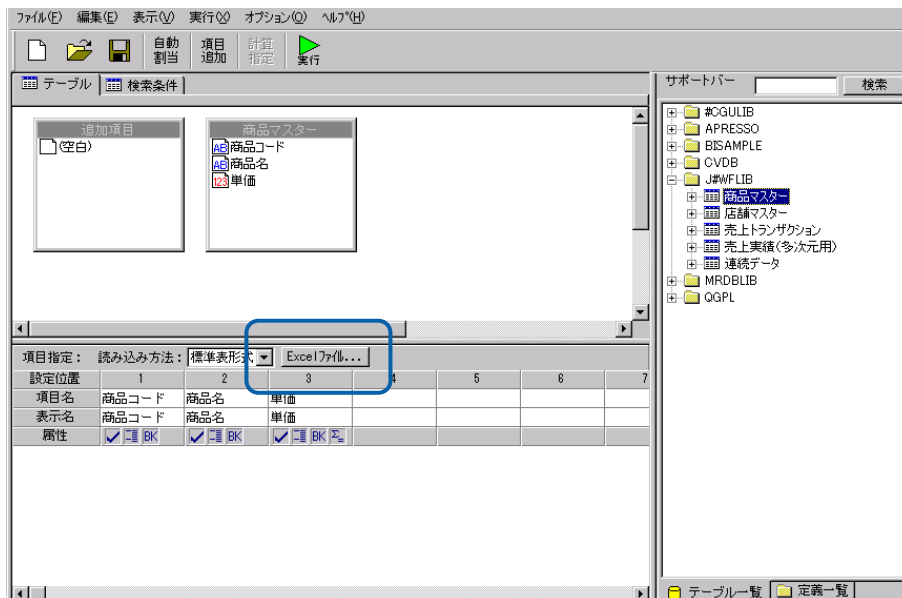 ファイル(F) 編集(E) 表示(V) 実行(X) オプション(O) ヘルプ(H)
自動割当 項目追加 計算指定 実行
テーブル 検索条件
追加項目
(空白)
商品マスター
商品コード
商品名
単価
サポートバー 検索
#CGULIB
APRESSO
BISAMPLE
CVDB
J#WFLIB
商品マスター
店舗マスター
売上トランザクション
売上実績(多次元用)
連続データ
MRDBLIB
QGPL
項目指定: 読み込み方法: 標準表形式 Excelファイル...
設定位置 1 2 3 4 5 6 7
項目名 商品コード 商品名 単価
表示名 商品コード 商品名 単価
属性 BK BK BK Σ
テーブル一覧 定義一覧